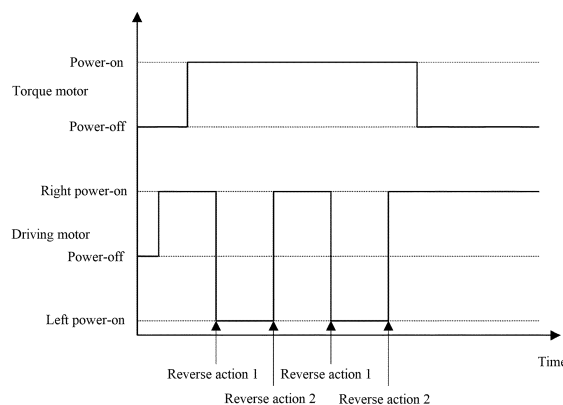 Power-on
Torque motor
Power-off
Right power-on
Driving motor
Power-off
Left power-on
Time
Reverse action 1 Reverse action 1
Reverse action 2 Reverse action 2